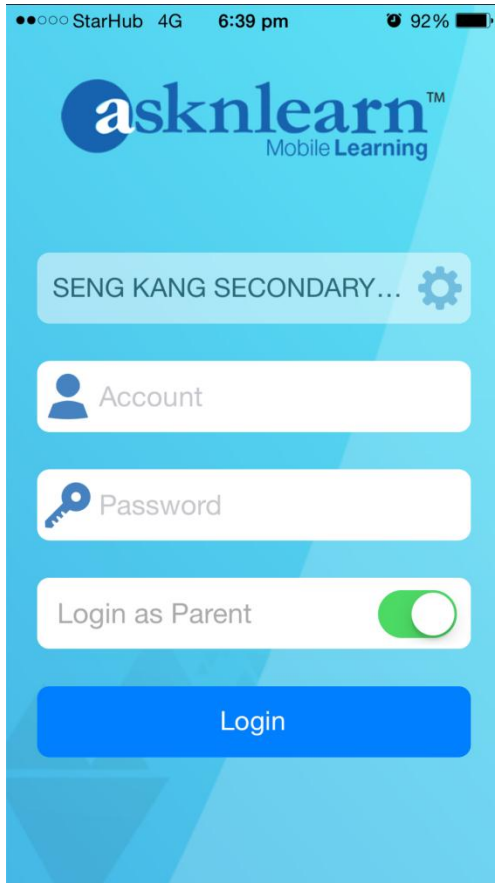 StarHub 4G 6:39 pm 92%
asknlearn™
Mobile Learning
SENG KANG SECONDARY...
Account
Password
Login as Parent
Login